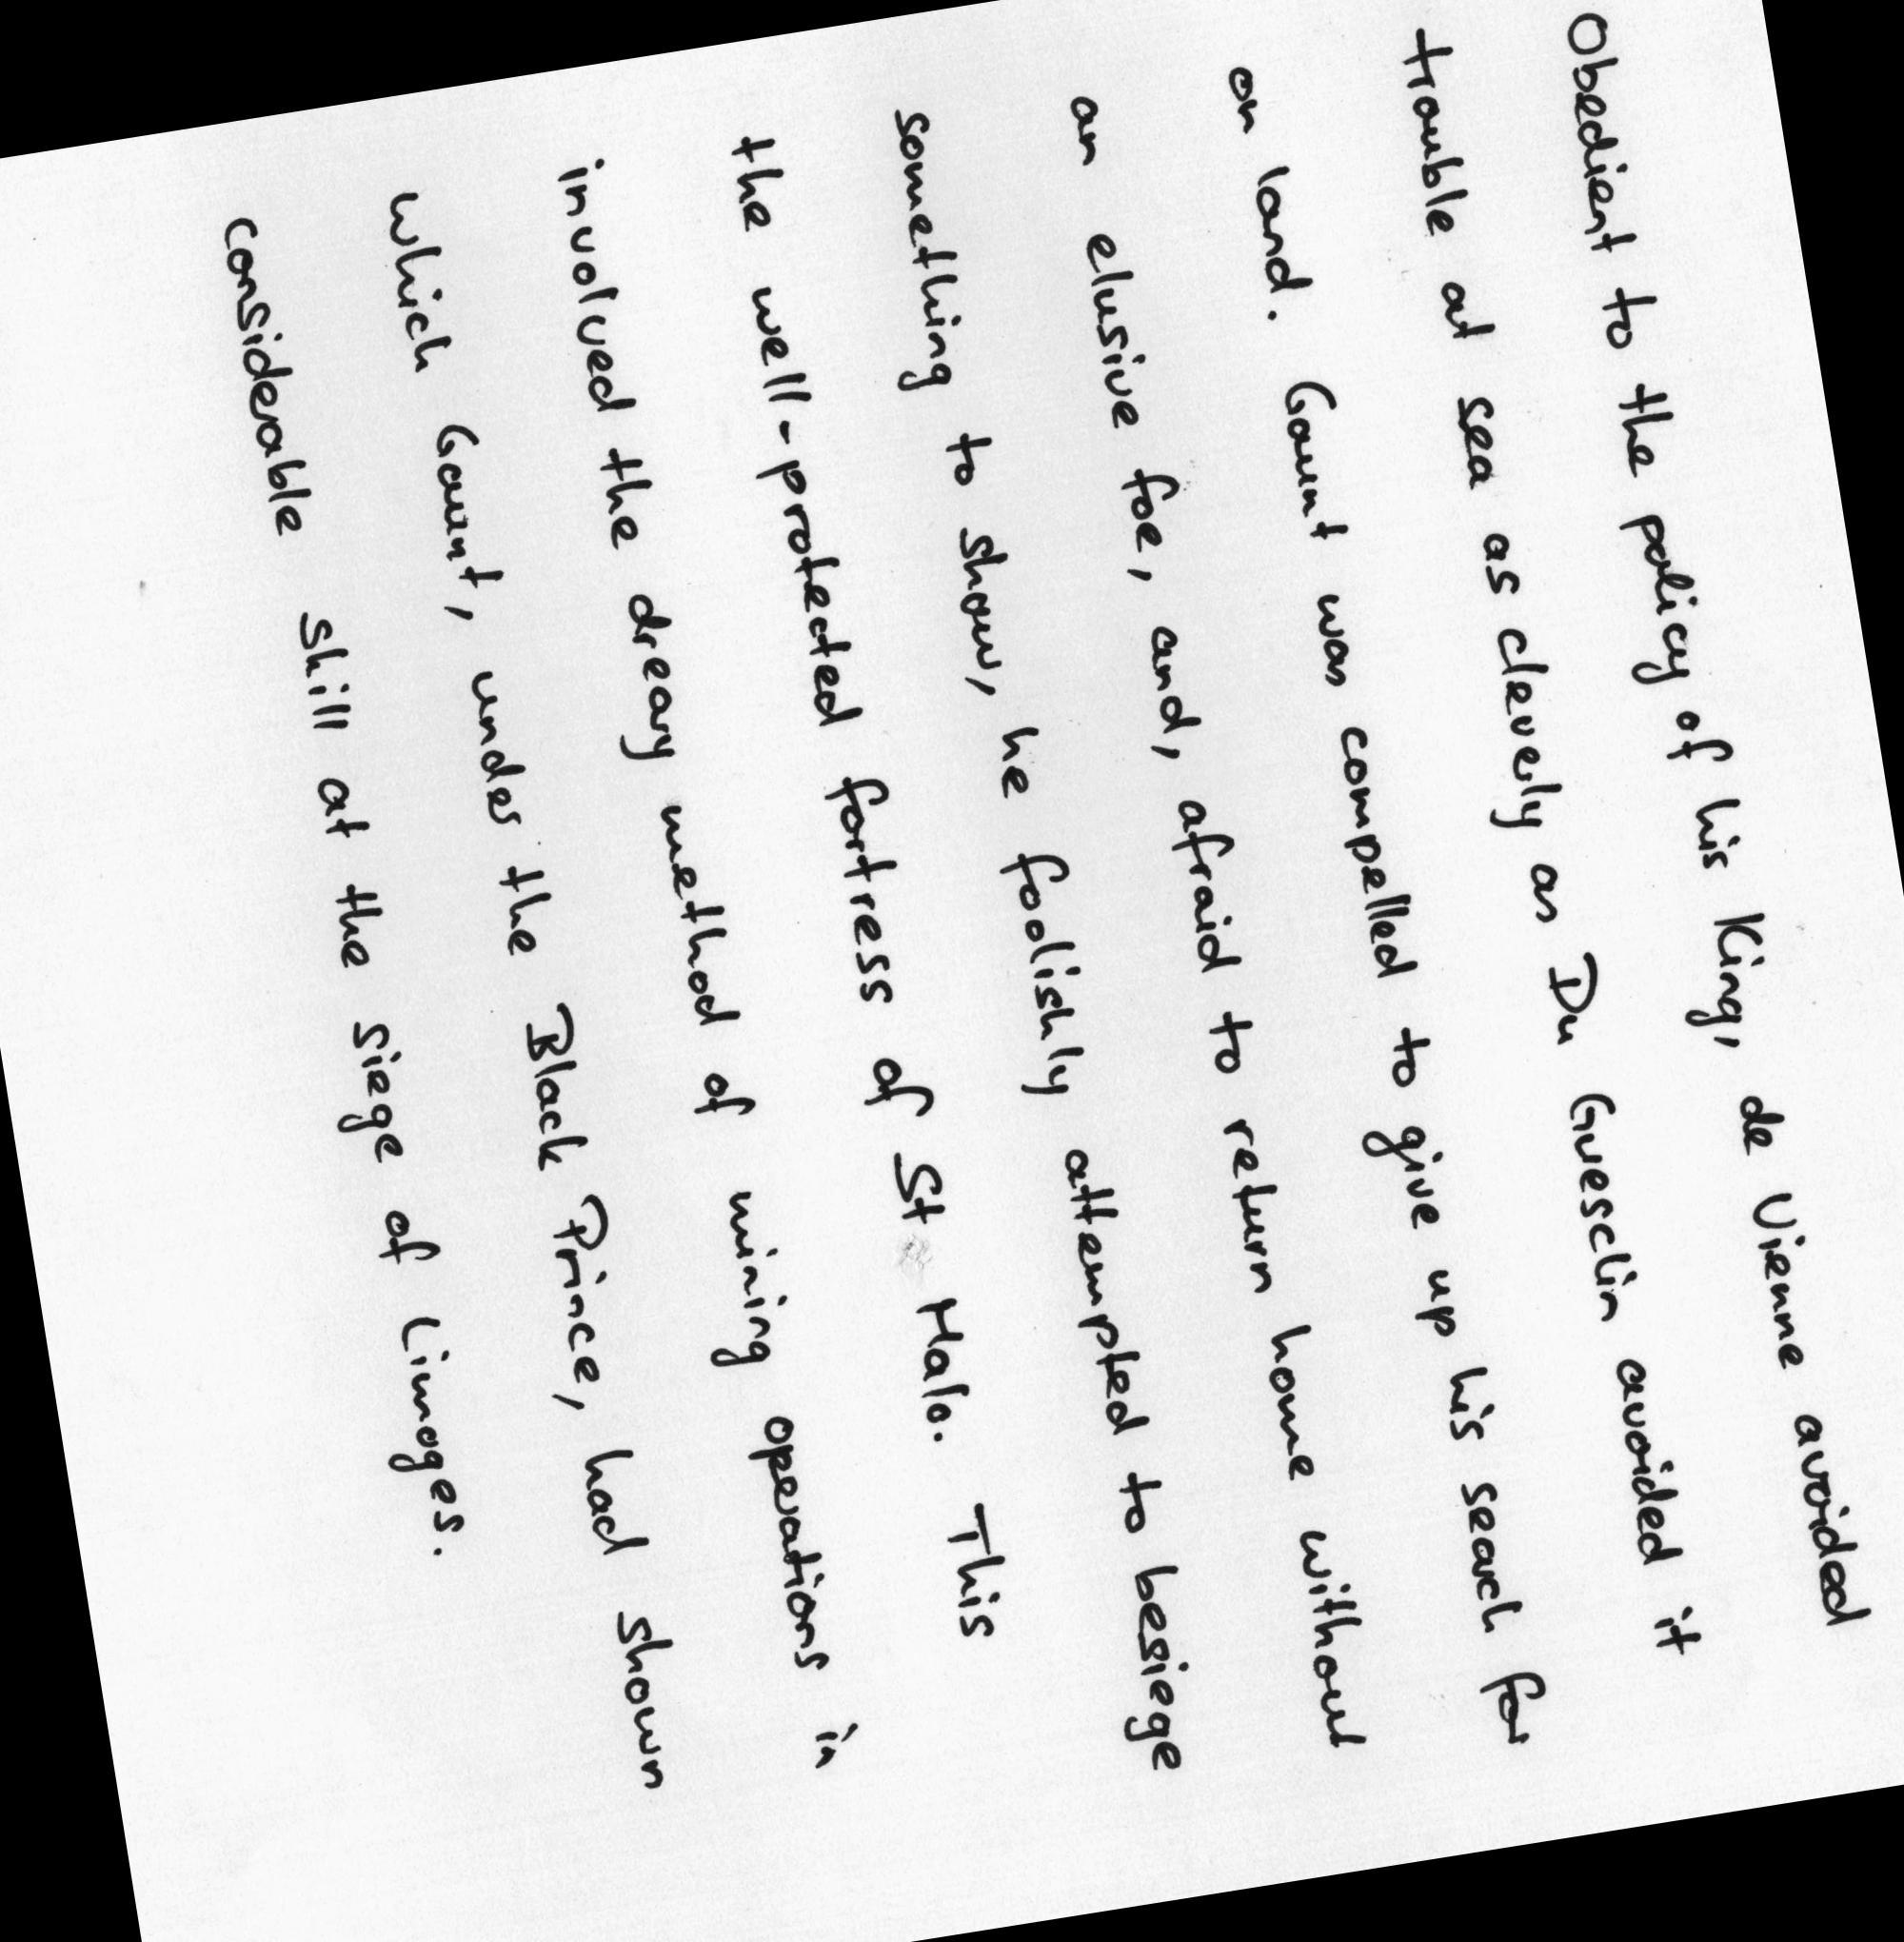 Obedient to the policy of his King, de Vienne avoided
trouble at sea as cleverly as Du Guesclin avoided it
on land. Gaunt was compelled to give up his search for
an elusive foe, and, afraid to return home without
something to show, he foolishly attempted to besiege
the well-protected fortress of St Malo. This
involved the dreary method of mining operations in
which Gaunt, under the Black Prince, had shown
considerable skill at the siege of Limoges.